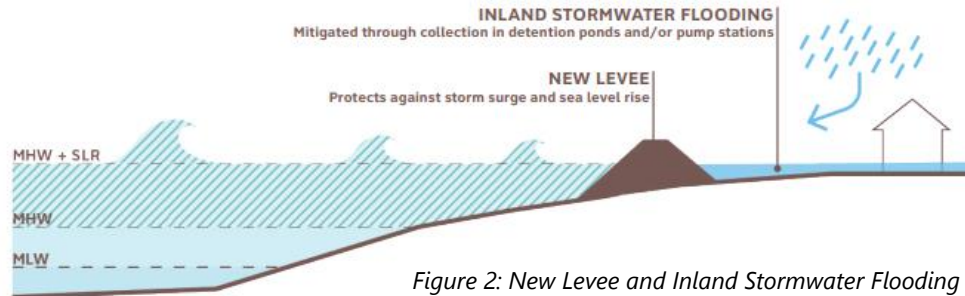 INLAND STORMWATER FLOODING
Mitigated through collection in detention ponds and/or pump stations
NEW LEVEE
Protects against storm surge and sea level rise
MHW + SLR
MHW
MLW
Figure 2: New Levee and Inland Stormwater Flooding